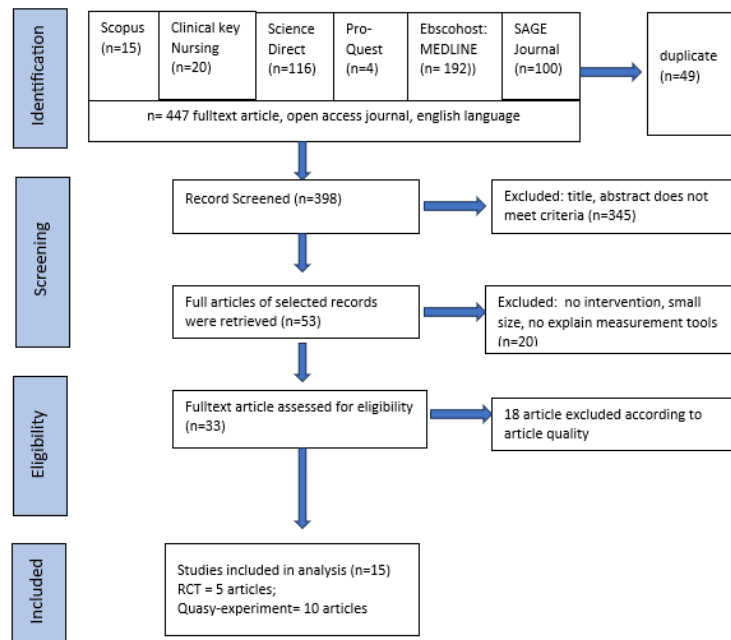 Identification
Scopus
(n=15)
Clinical key
Nursing
(n=20)
Science
Direct
(n=116)
Pro-
Quest
(n=4)
Ebscohost:
MEDLINE
(n= 192))
SAGE
Journal
(n=100)
duplicate
(n=49)
n= 447 fulltext article, open access journal, english language
Screening
Record Screened (n=398)
Excluded: title, abstract does not
meet criteria (n=345)
Full articles of selected records
were retrieved (n=53)
Excluded: no intervention, small
size, no explain measurement tools
(n=20)
Eligibility
Fulltext article assessed for eligibility
(n=33)
18 article excluded according to
article quality
Included
Studies included in analysis (n=15)
RCT = 5 articles;
Quasy-experiment= 10 articles